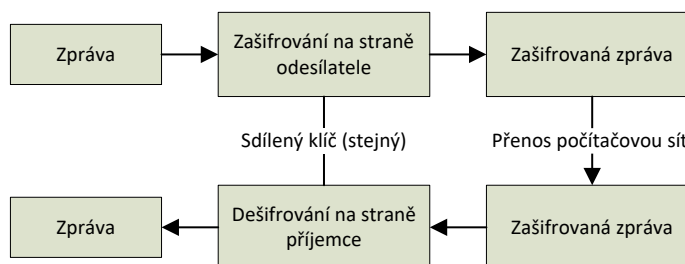 Zpráva
Zašifrování na straně
odesílatele
Zašifrovaná zpráva
Sdílený klíč (stejný)
Přenos počítačovou sít
Zpráva
Dešifrování na straně
příjemce
Zašifrovaná zpráva